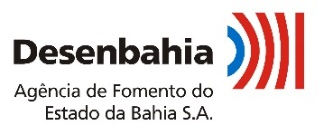 Desenbahia
Agência de Fomento do
Estado da Bahia S.A.